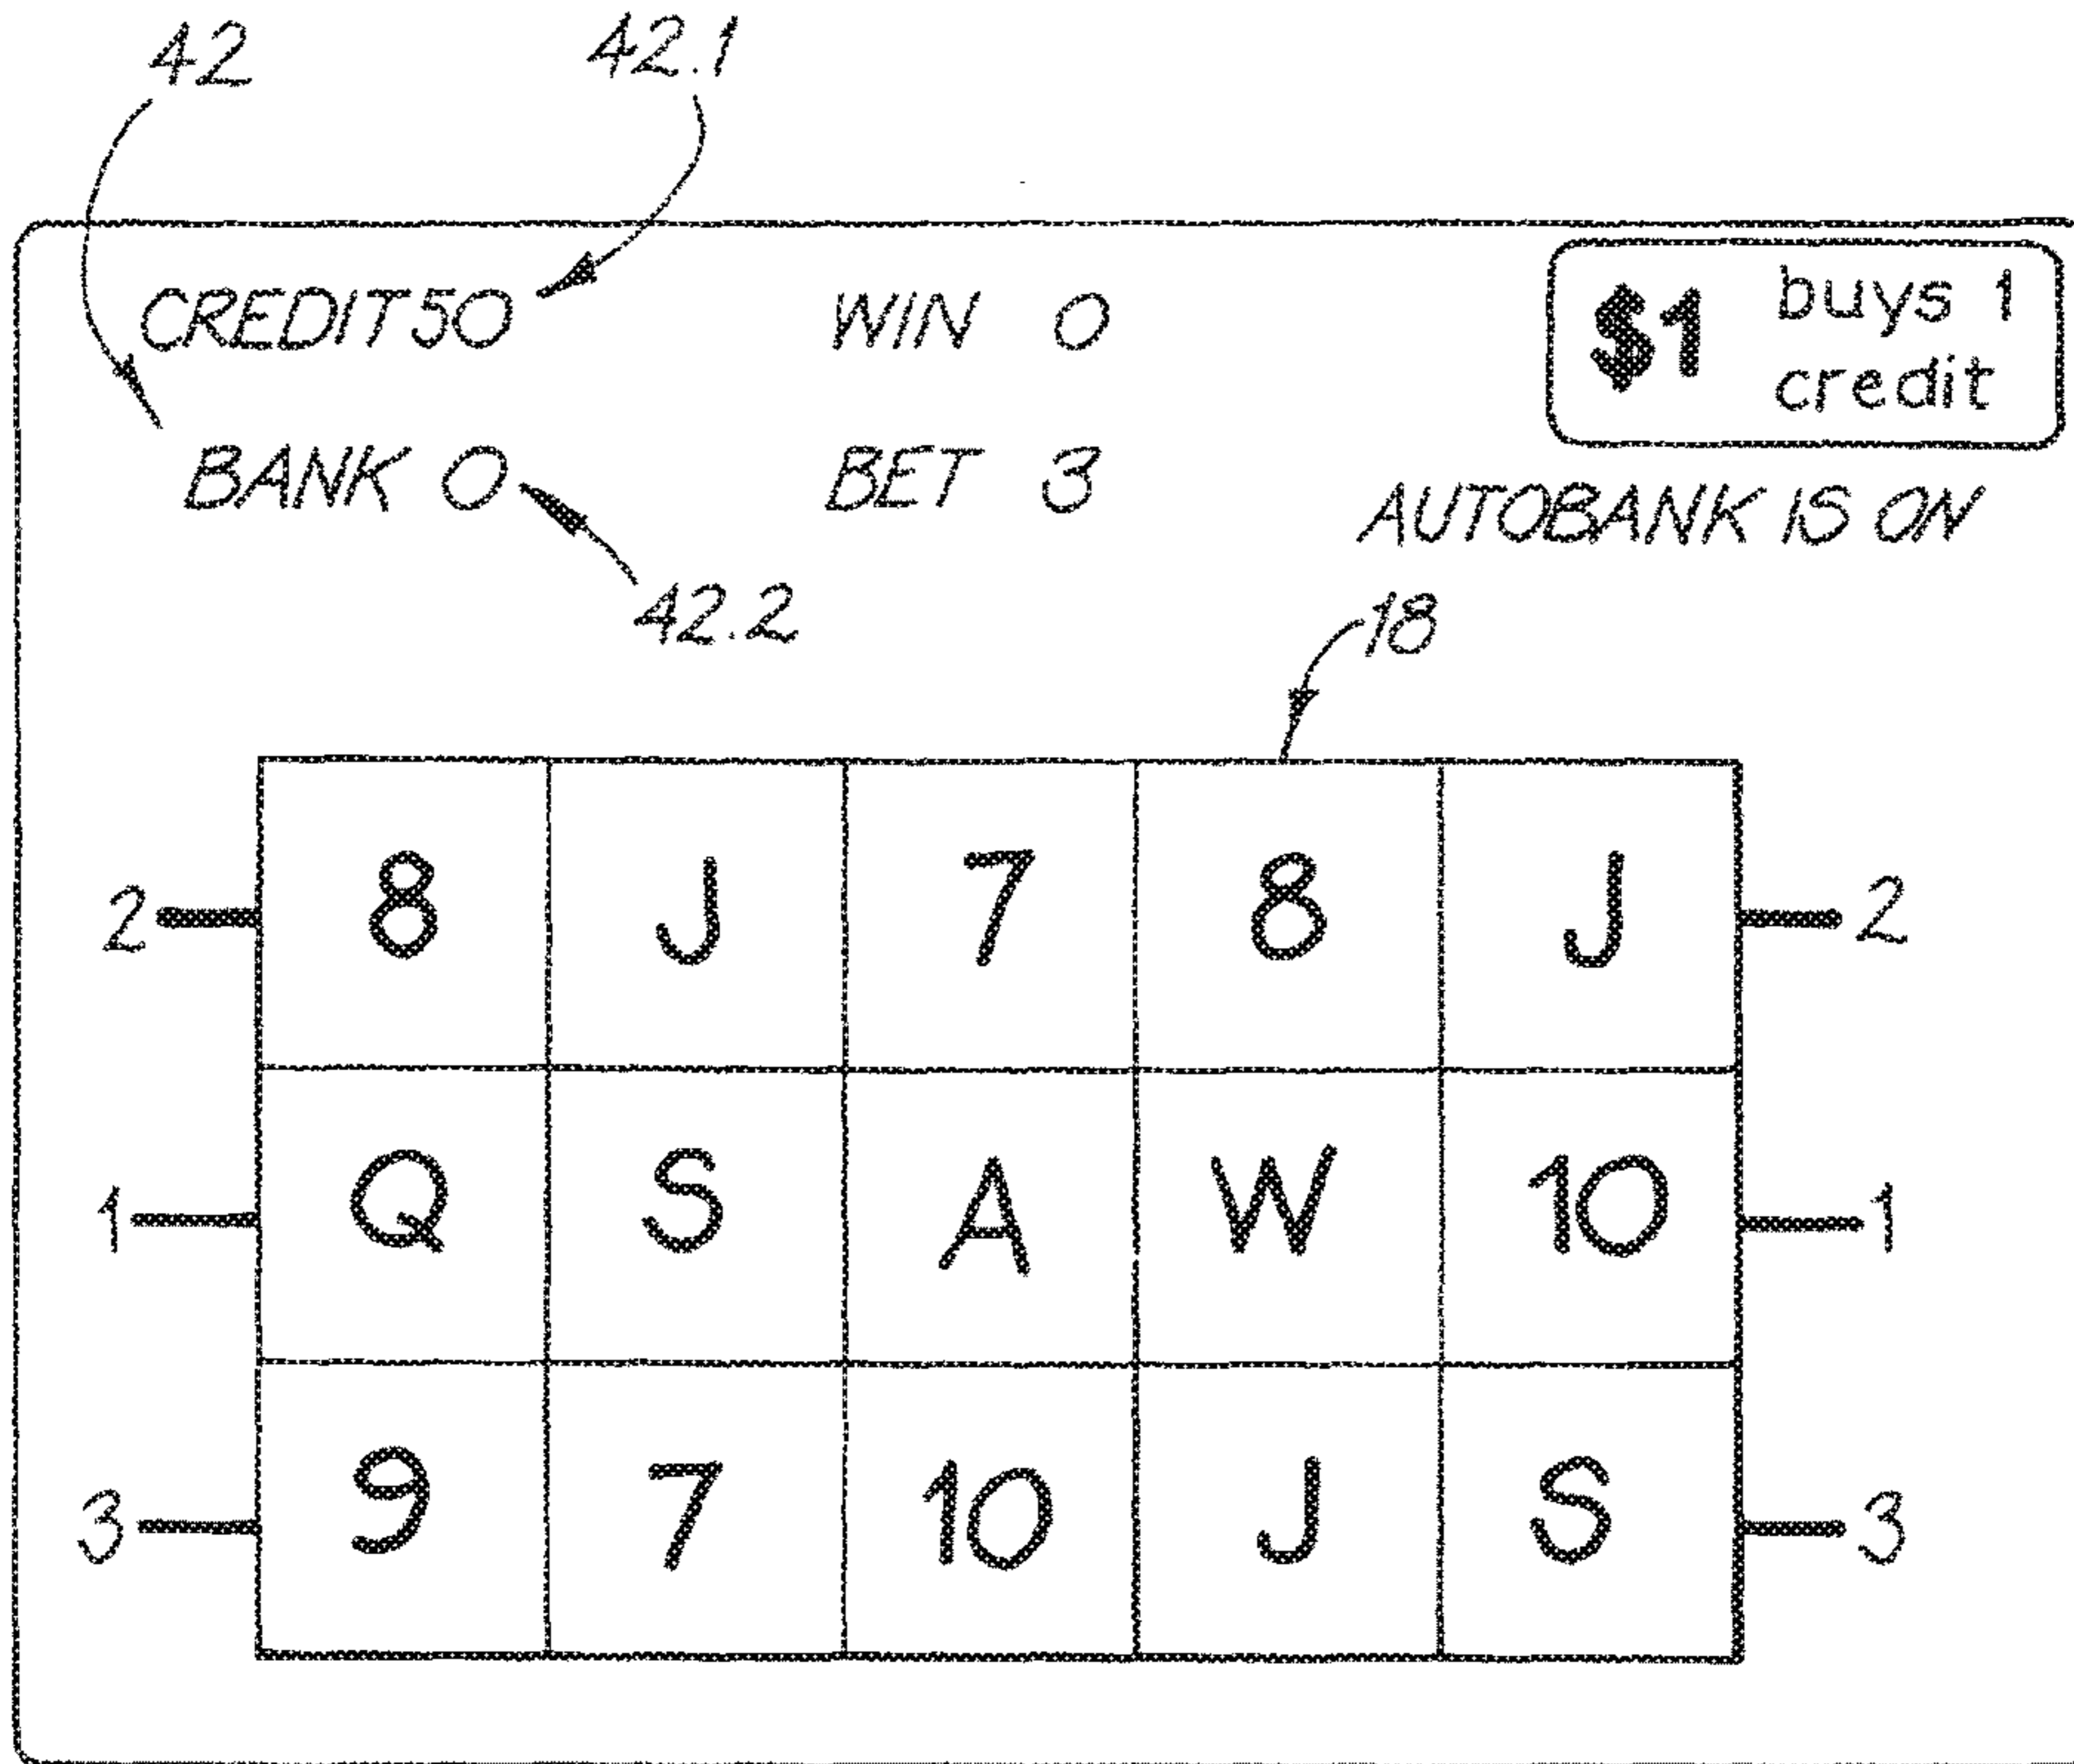 42 42.1
CREDIT 50 WIN 0 $1 buys 1
credit
BANK 0 BET 3
AUTOBANK IS ON
42.2 18
2 8 J 7 8 J 2
1 Q S A W 10 1
3 9 7 10 J S 3